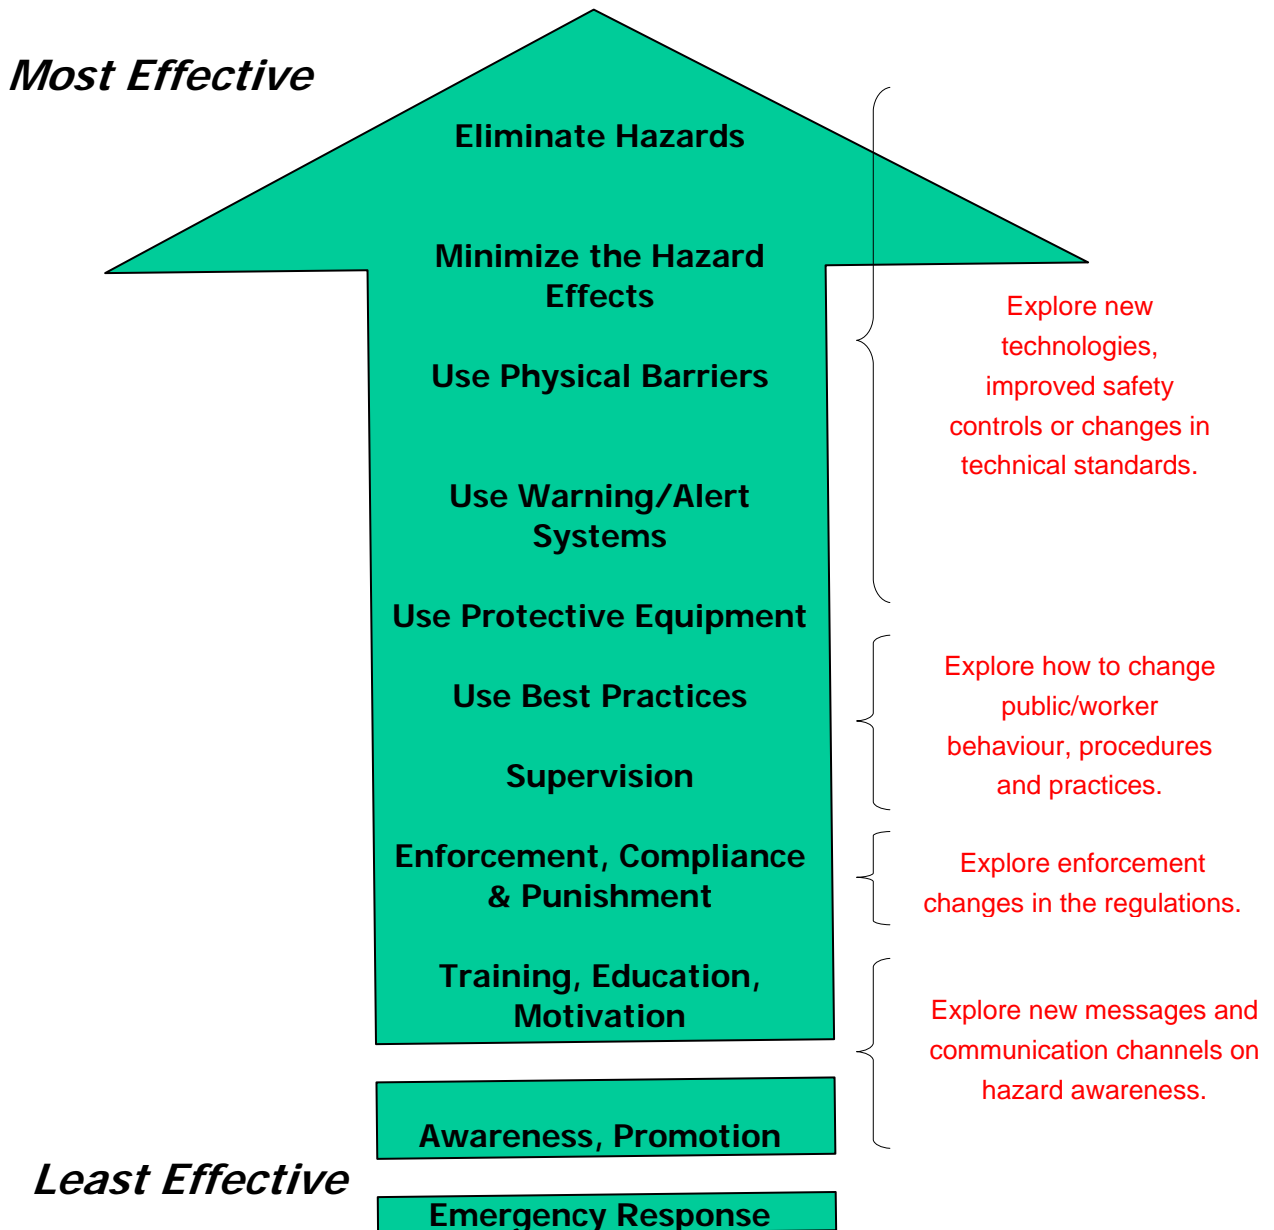 Most Effective
Eliminate Hazards
Minimize the Hazard
Effects
Use Physical Barriers
Use Warning/Alert
Systems
Use Protective Equipment
Use Best Practices
Supervision
Enforcement, Compliance
& Punishment
Training, Education,
Motivation
Awareness, Promotion
Least Effective
Emergency Response
Explore new
technologies,
improved safety
controls or changes in
technical standards.
Explore how to change
public/worker
behaviour, procedures
and practices.
Explore enforcement
changes in the regulations.
Explore new messages and
communication channels on
hazard awareness.